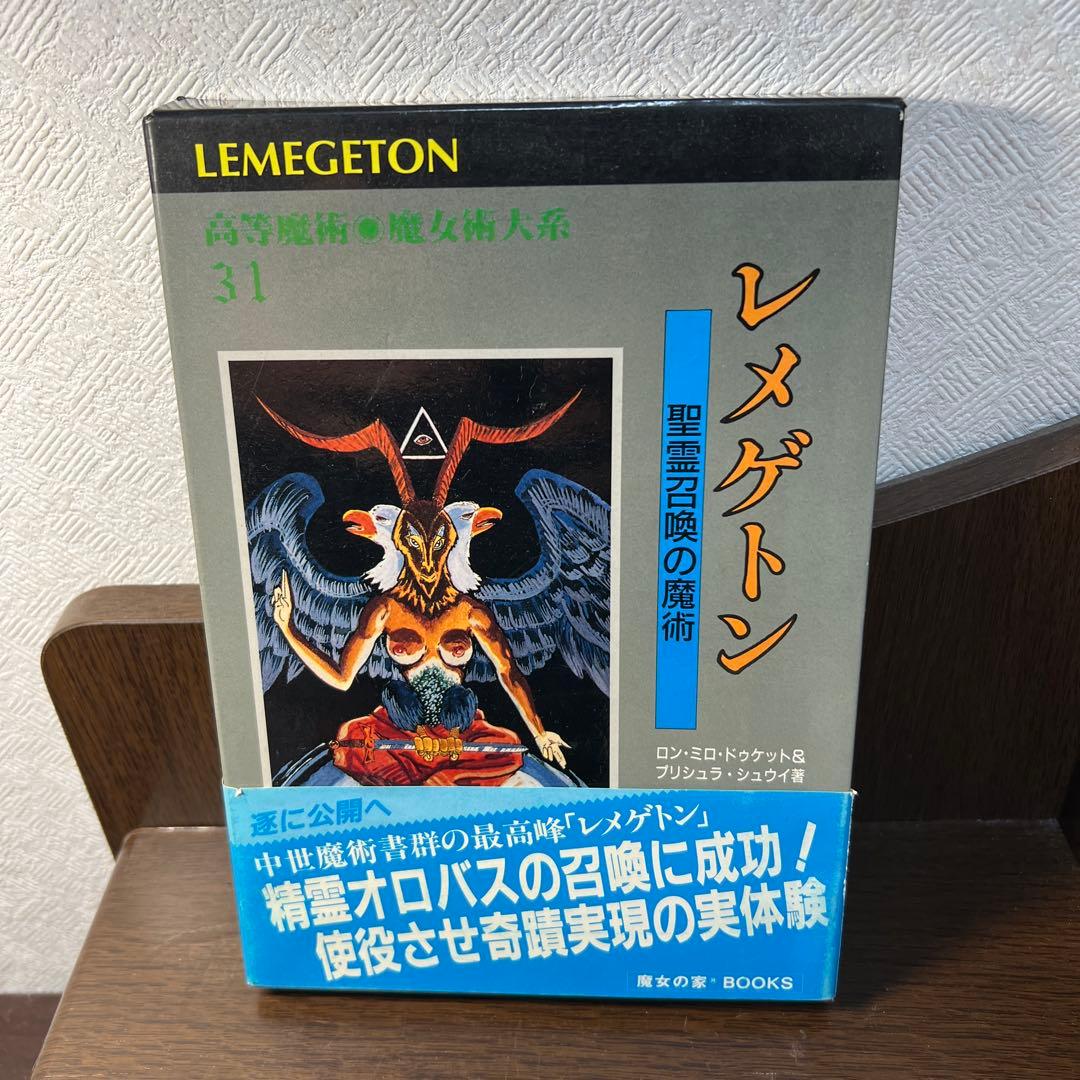 LEMEGETON
高等魔術●魔女術大系
31
レメゲトン
聖霊召喚の魔術
ロン・ミロ・ドゥケット&
プリシュラ・シュウイ著
遂に公開へ
中世魔術書群の最高峰「レメゲトン」
精霊オロバスの召喚に成功!
使役させ奇蹟実現の実体験
魔女の家 BOOKS